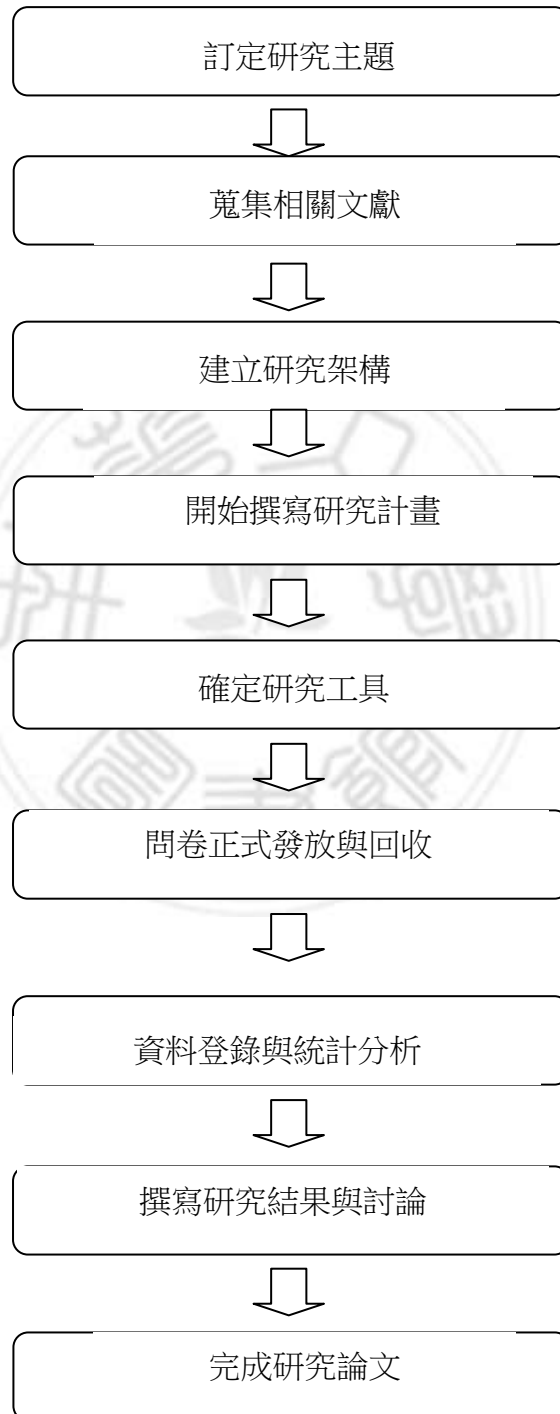 訂定研究主題
蒐集相關文獻
建立研究架構
開始撰寫研究計畫
確定研究工具
問卷正式發放與回收
資料登錄與統計分析
撰寫研究結果與討論
完成研究論文